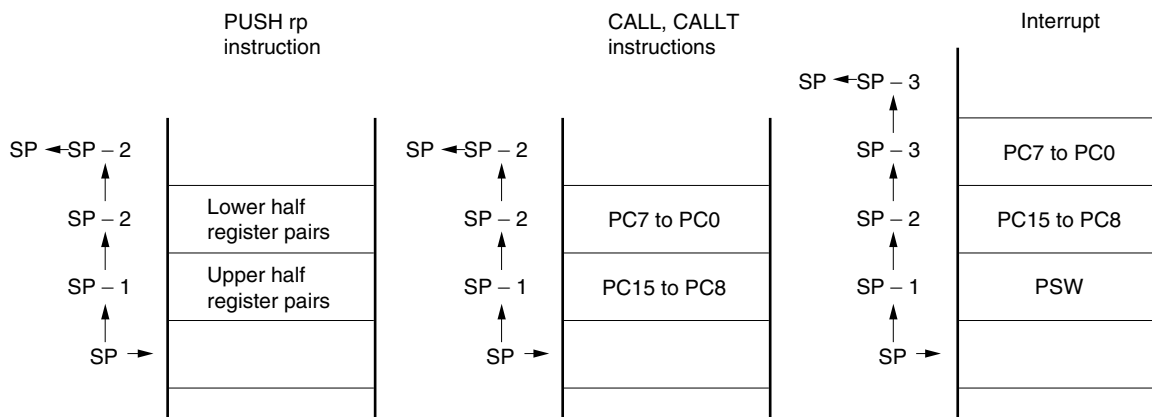 PUSH rp
instruction
SP ← SP – 2
SP – 2
Lower half
register pairs
SP – 1
Upper half
register pairs
SP
CALL, CALLT
instructions
SP ← SP – 2
SP – 2
PC7 to PC0
SP – 1
PC15 to PC8
SP
Interrupt
SP ← SP – 3
SP – 3
PC7 to PC0
SP – 2
PC15 to PC8
SP – 1
PSW
SP